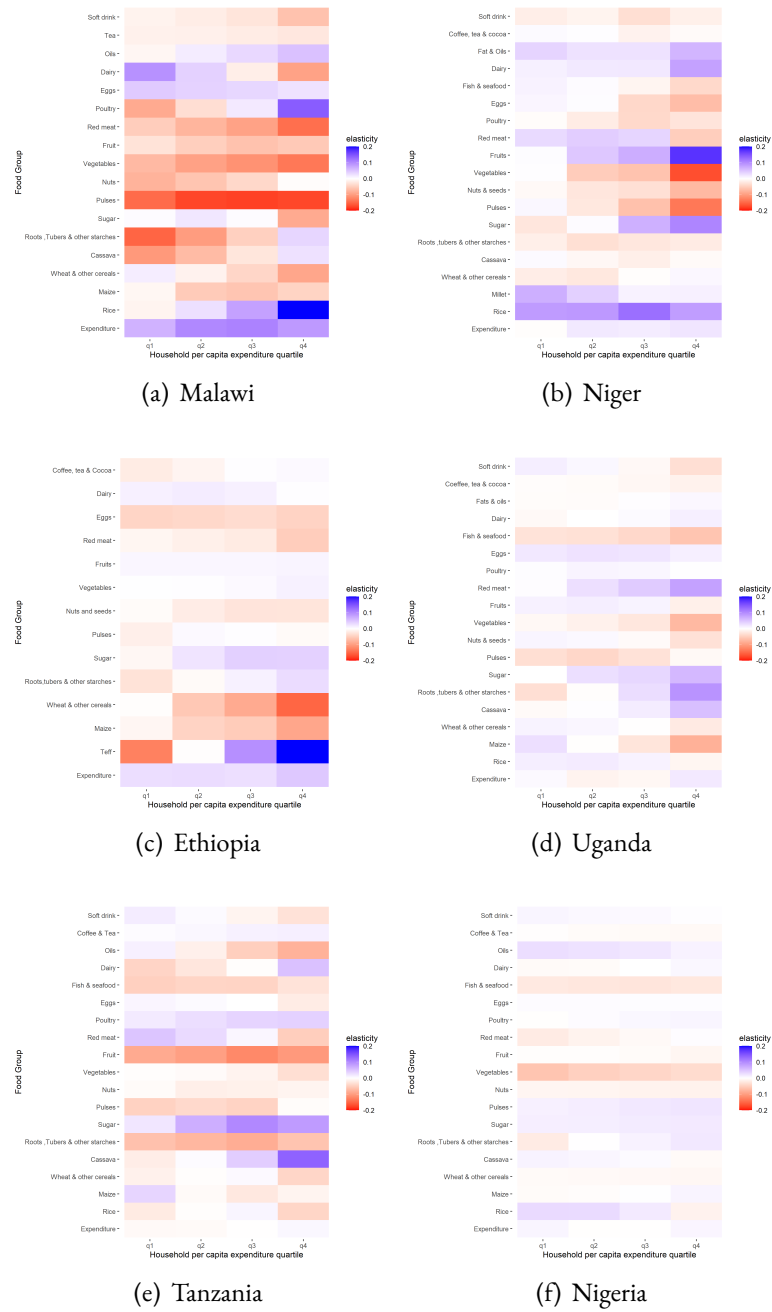 Soft drink
Tea
Oils
Dairy
Eggs
Poultry
Red meat
Fruit
Vegetables
Nuts
Pulses
Sugar
Roots ,Tubers & other starches
Cassava
Wheat & other cereals
Maize
Rice
Expenditure
Food Group
q1 q2 q3 q4
Household per capita expenditure quartile
elasticity
0.2
0.1
0.0
-0.1
-0.2
(a) Malawi
Soft drink
Coffee, tea & cocoa
Fat & Oils
Dairy
Fish & seafood
Eggs
Poultry
Red meat
Fruits
Vegetables
Nuts & seeds
Pulses
Sugar
Roots ,tubers & other starches
Cassava
Wheat & other cereals
Millet
Rice
Expenditure
Food Group
q1 q2 q3 q4
Household per capita expenditure quartile
elasticity
0.2
0.1
0.0
-0.1
-0.2
(b) Niger
Coffee, tea & Cocoa
Dairy
Eggs
Red meat
Fruits
Vegetables
Nuts and seeds
Pulses
Sugar
Roots,tubers & other starches
Wheat & other cereals
Maize
Teff
Expenditure
Food Group
q1 q2 q3 q4
Household per capita expenditure quartile
elasticity
0.2
0.1
0.0
-0.1
-0.2
(c) Ethiopia
Soft drink
Coeffee, tea & cocoa
Fats & oils
Dairy
Fish & seafood
Eggs
Poultry
Red meat
Fruits
Vegetables
Nuts & seeds
Pulses
Sugar
Roots ,tubers & other starches
Cassava
Wheat & other cereals
Maize
Rice
Expenditure
Food Group
q1 q2 q3 q4
Household per capita expenditure quartile
elasticity
0.2
0.1
0.0
-0.1
-0.2
(d) Uganda
Soft drink
Coffee & Tea
Oils
Dairy
Fish & seafood
Eggs
Poultry
Red meat
Fruit
Vegetables
Nuts
Pulses
Sugar
Roots ,Tubers & other starches
Cassava
Wheat & other cereals
Maize
Rice
Expenditure
Food Group
q1 q2 q3 q4
Household per capita expenditure quartile
elasticity
0.2
0.1
0.0
-0.1
-0.2
(e) Tanzania
Soft drink
Coffee & Tea
Oils
Dairy
Fish & seafood
Eggs
Poultry
Red meat
Fruit
Vegetables
Nuts
Pulses
Sugar
Roots ,Tubers & other starches
Cassava
Wheat & other cereals
Maize
Rice
Expenditure
Food Group
q1 q2 q3 q4
Household per capita expenditure quartile
elasticity
0.2
0.1
0.0
-0.1
-0.2
(f) Nigeria